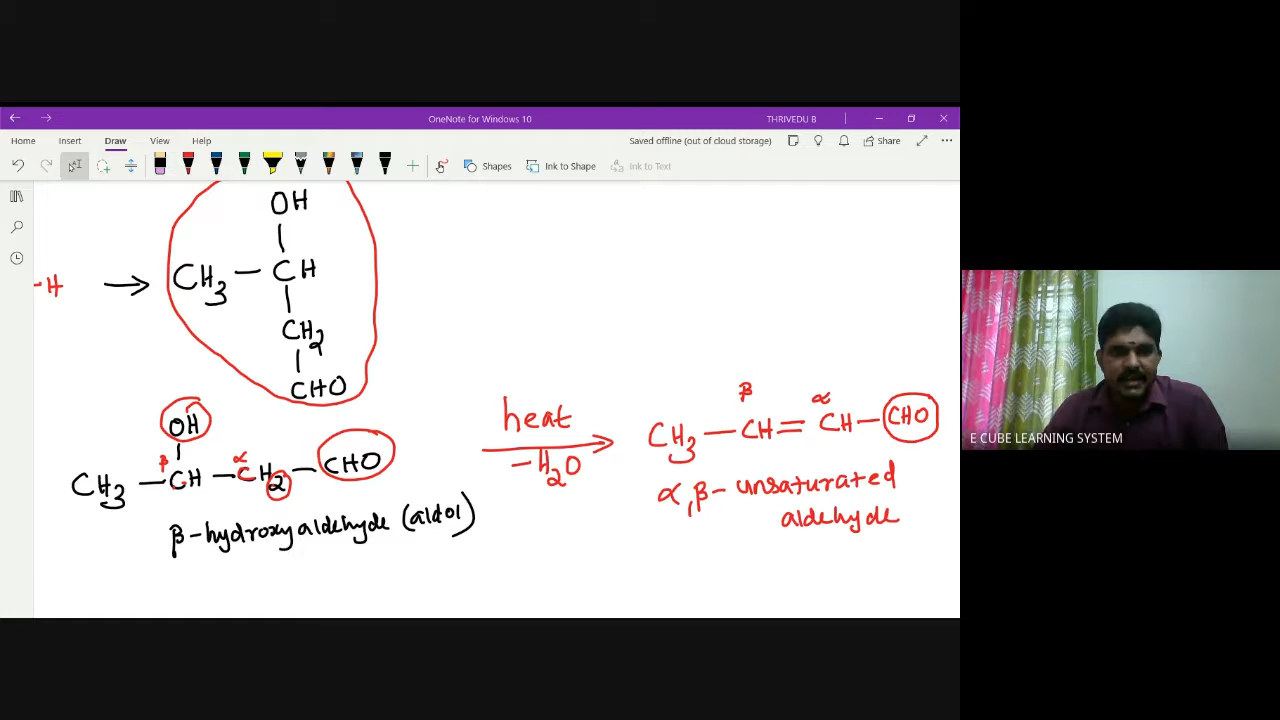 OneNote for Windows 10
THRIVEDU B
Home Insert Draw View Help
Saved offline (out of cloud storage)
Share
Shapes
Ink to Shape
Ink to Text
OH
-H → CH3 - CH
CH2
CHO
OH
β α
CH3 - CH - CH2 - CHO
β-hydroxy aldehyde (aldol)
heat
-H2O
β α
CH3 - CH = CH - CHO
α,β- unsaturated
aldehyde
E CUBE LEARNING SYSTEM